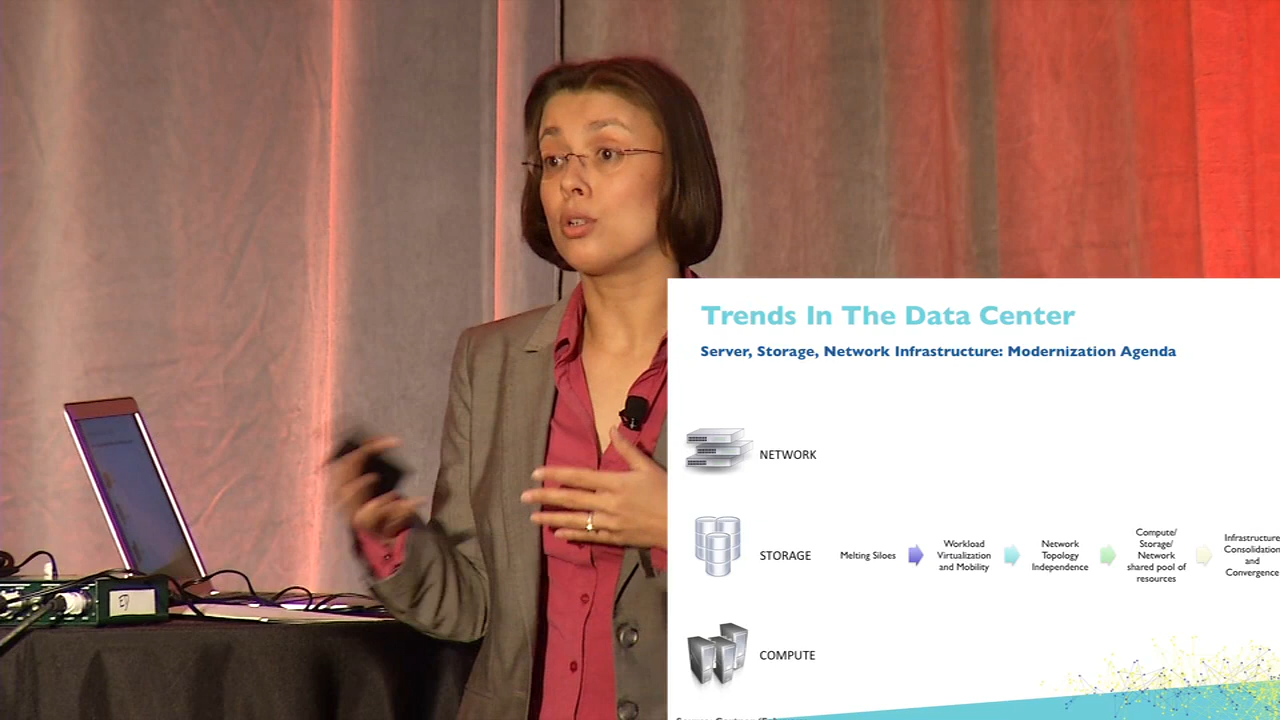 Trends In The Data Center
Server, Storage, Network Infrastructure: Modernization Agenda
NETWORK
STORAGE
Melting Siloes
Workload
Virtualization
and Mobility
Network
Topology
Independence
Compute/
Storage/
Network
shared pool of
resources
Infrastructure
Consolidation
and
Convergence
COMPUTE